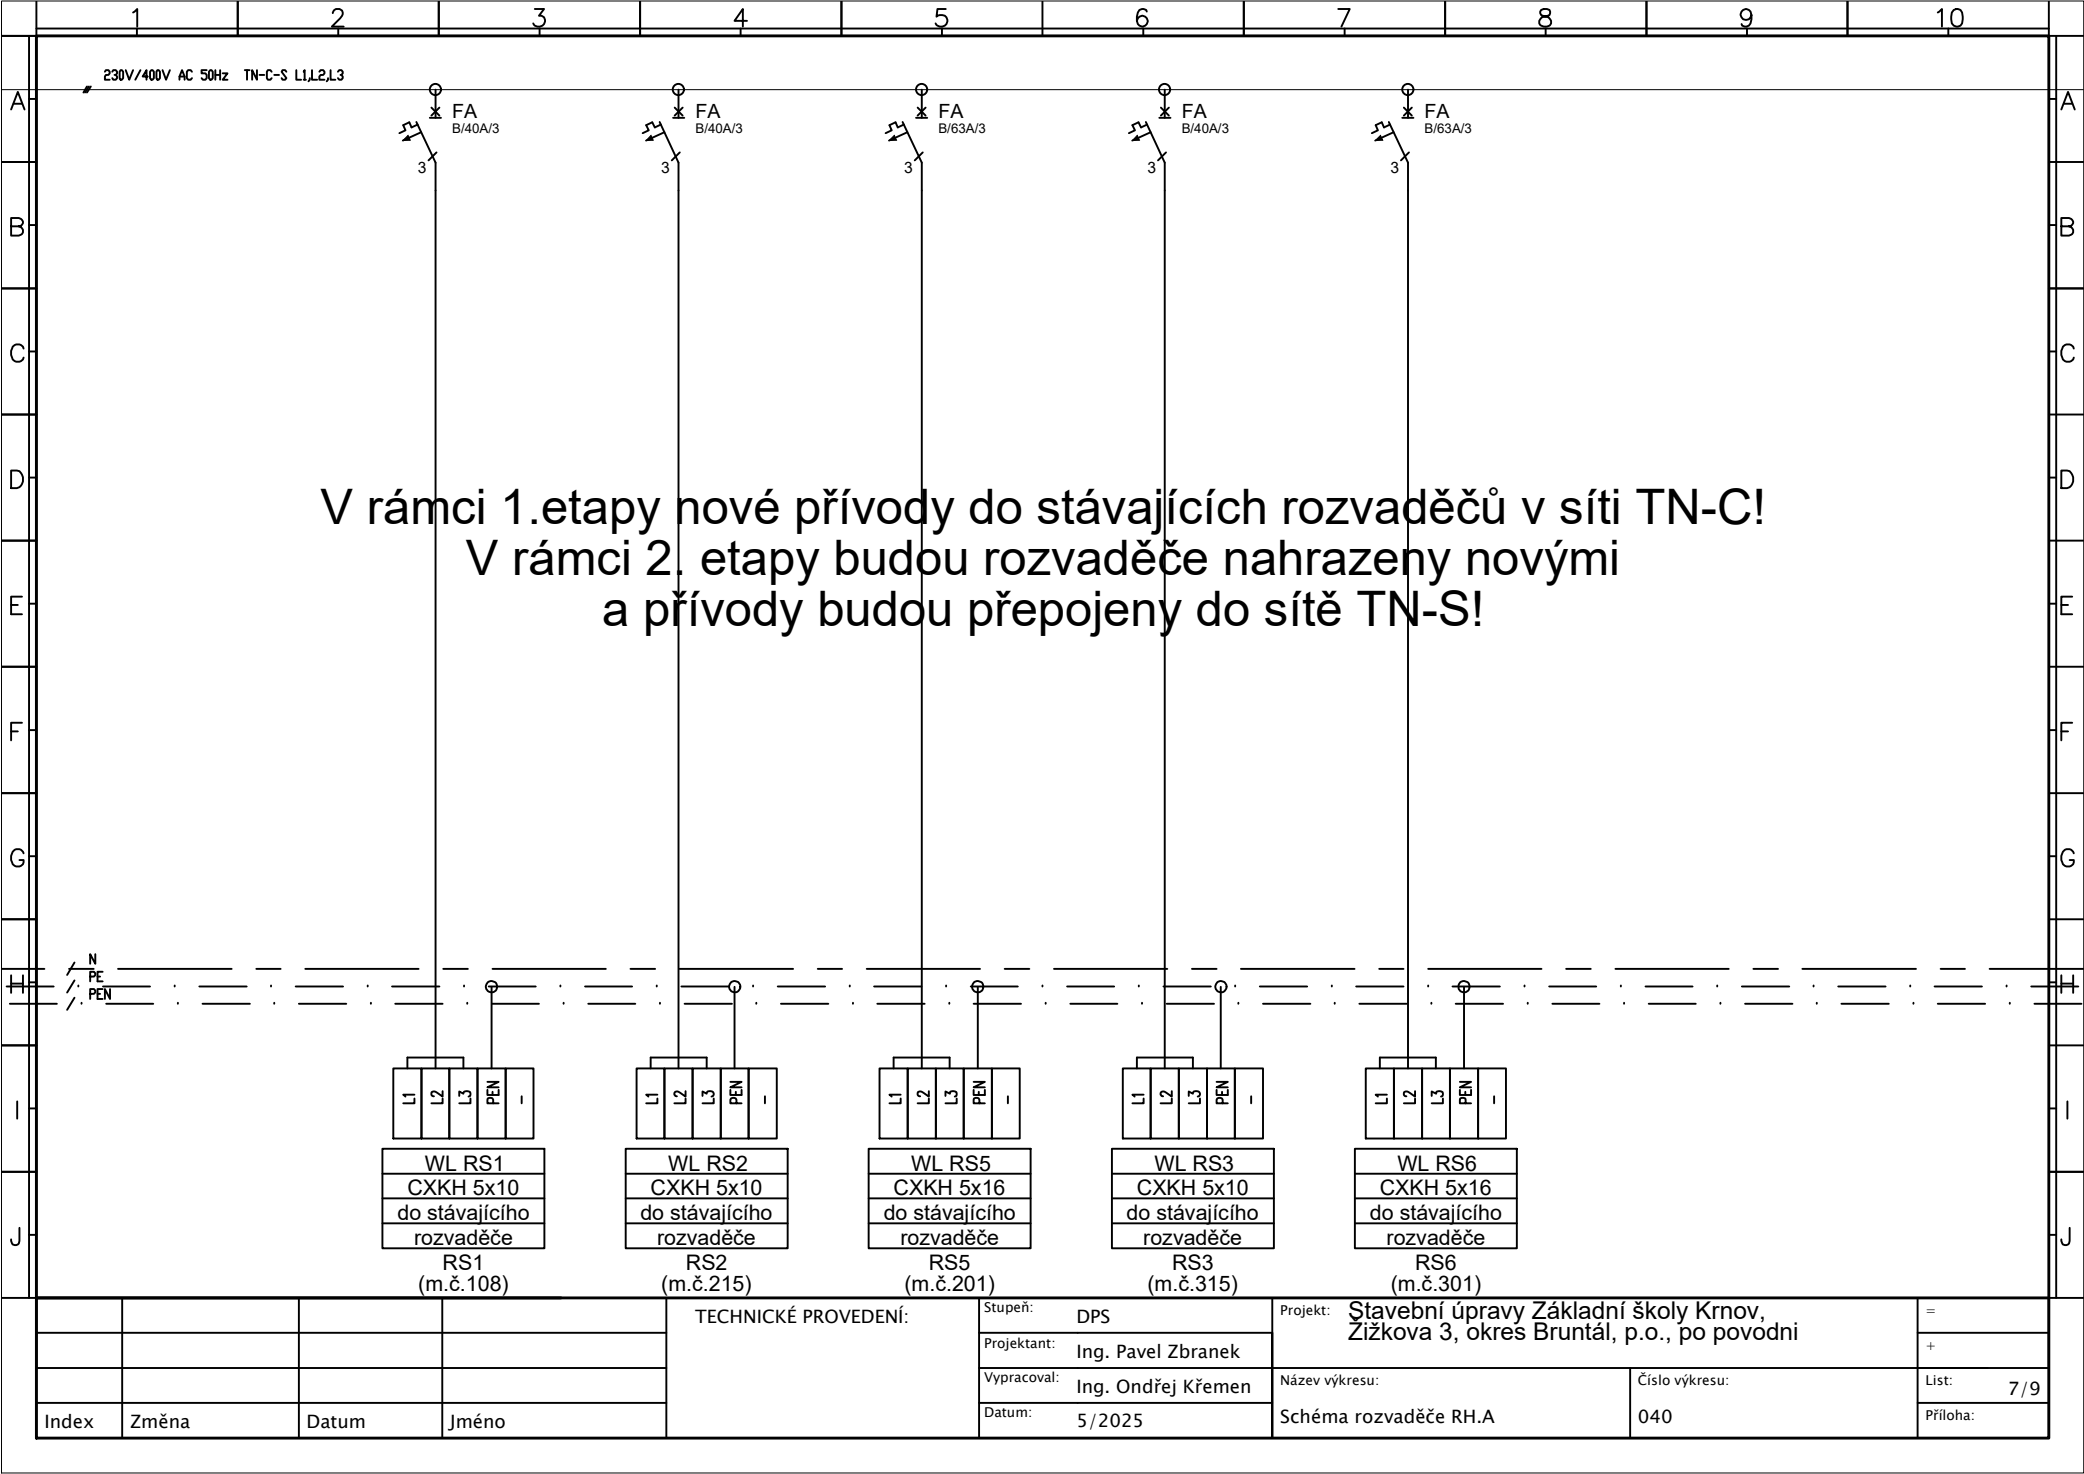 1 2 3 4 5 6 7 8 9 10
A A
B B
C C
D D
E E
F F
G G
H H
I I
J J
230V/400V AC 50Hz TN-C-S L1,L2,L3
FA
B/40A/3
3
FA
B/40A/3
3
FA
B/63A/3
3
FA
B/40A/3
3
FA
B/63A/3
3
V rámci 1.etapy nové přívody do stávajících rozvaděčů v síti TN-C!
V rámci 2. etapy budou rozvaděče nahrazeny novými
a přívody budou přepojeny do sítě TN-S!
N
PE
PEN
L1 L2 L3 PEN -
WL RS1
CXKH 5x10
do stávajícího
rozvaděče
RS1
(m.č.108)
L1 L2 L3 PEN -
WL RS2
CXKH 5x10
do stávajícího
rozvaděče
RS2
(m.č.215)
L1 L2 L3 PEN -
WL RS5
CXKH 5x16
do stávajícího
rozvaděče
RS5
(m.č.201)
L1 L2 L3 PEN -
WL RS3
CXKH 5x10
do stávajícího
rozvaděče
RS3
(m.č.315)
L1 L2 L3 PEN -
WL RS6
CXKH 5x16
do stávajícího
rozvaděče
RS6
(m.č.301)
Index Změna Datum Jméno
TECHNICKÉ PROVEDENÍ:
Stupeň: DPS
Projektant: Ing. Pavel Zbranek
Vypracoval: Ing. Ondřej Křemen
Datum: 5/2025
Projekt: Stavební úpravy Základní školy Krnov,
Žižkova 3, okres Bruntál, p.o., po povodni
Název výkresu:
Schéma rozvaděče RH.A
Číslo výkresu:
040
=
+
List: 7/9
Příloha: